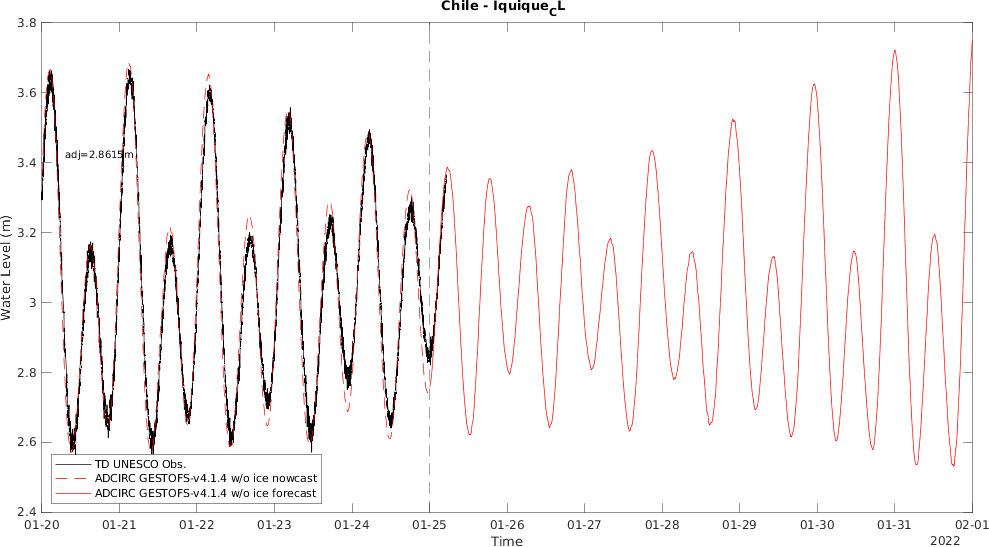 Chile - Iquique_CL
3.8
3.6
3.4
3.2
3
2.8
2.6
2.4
Water Level (m)
adj=2.8615m
TD UNESCO Obs.
ADCIRC GESTOFS-v4.1.4 w/o ice nowcast
ADCIRC GESTOFS-v4.1.4 w/o ice forecast
01-20 01-21 01-22 01-23 01-24 01-25 01-26 01-27 01-28 01-29 01-30 01-31 02-01
Time
2022